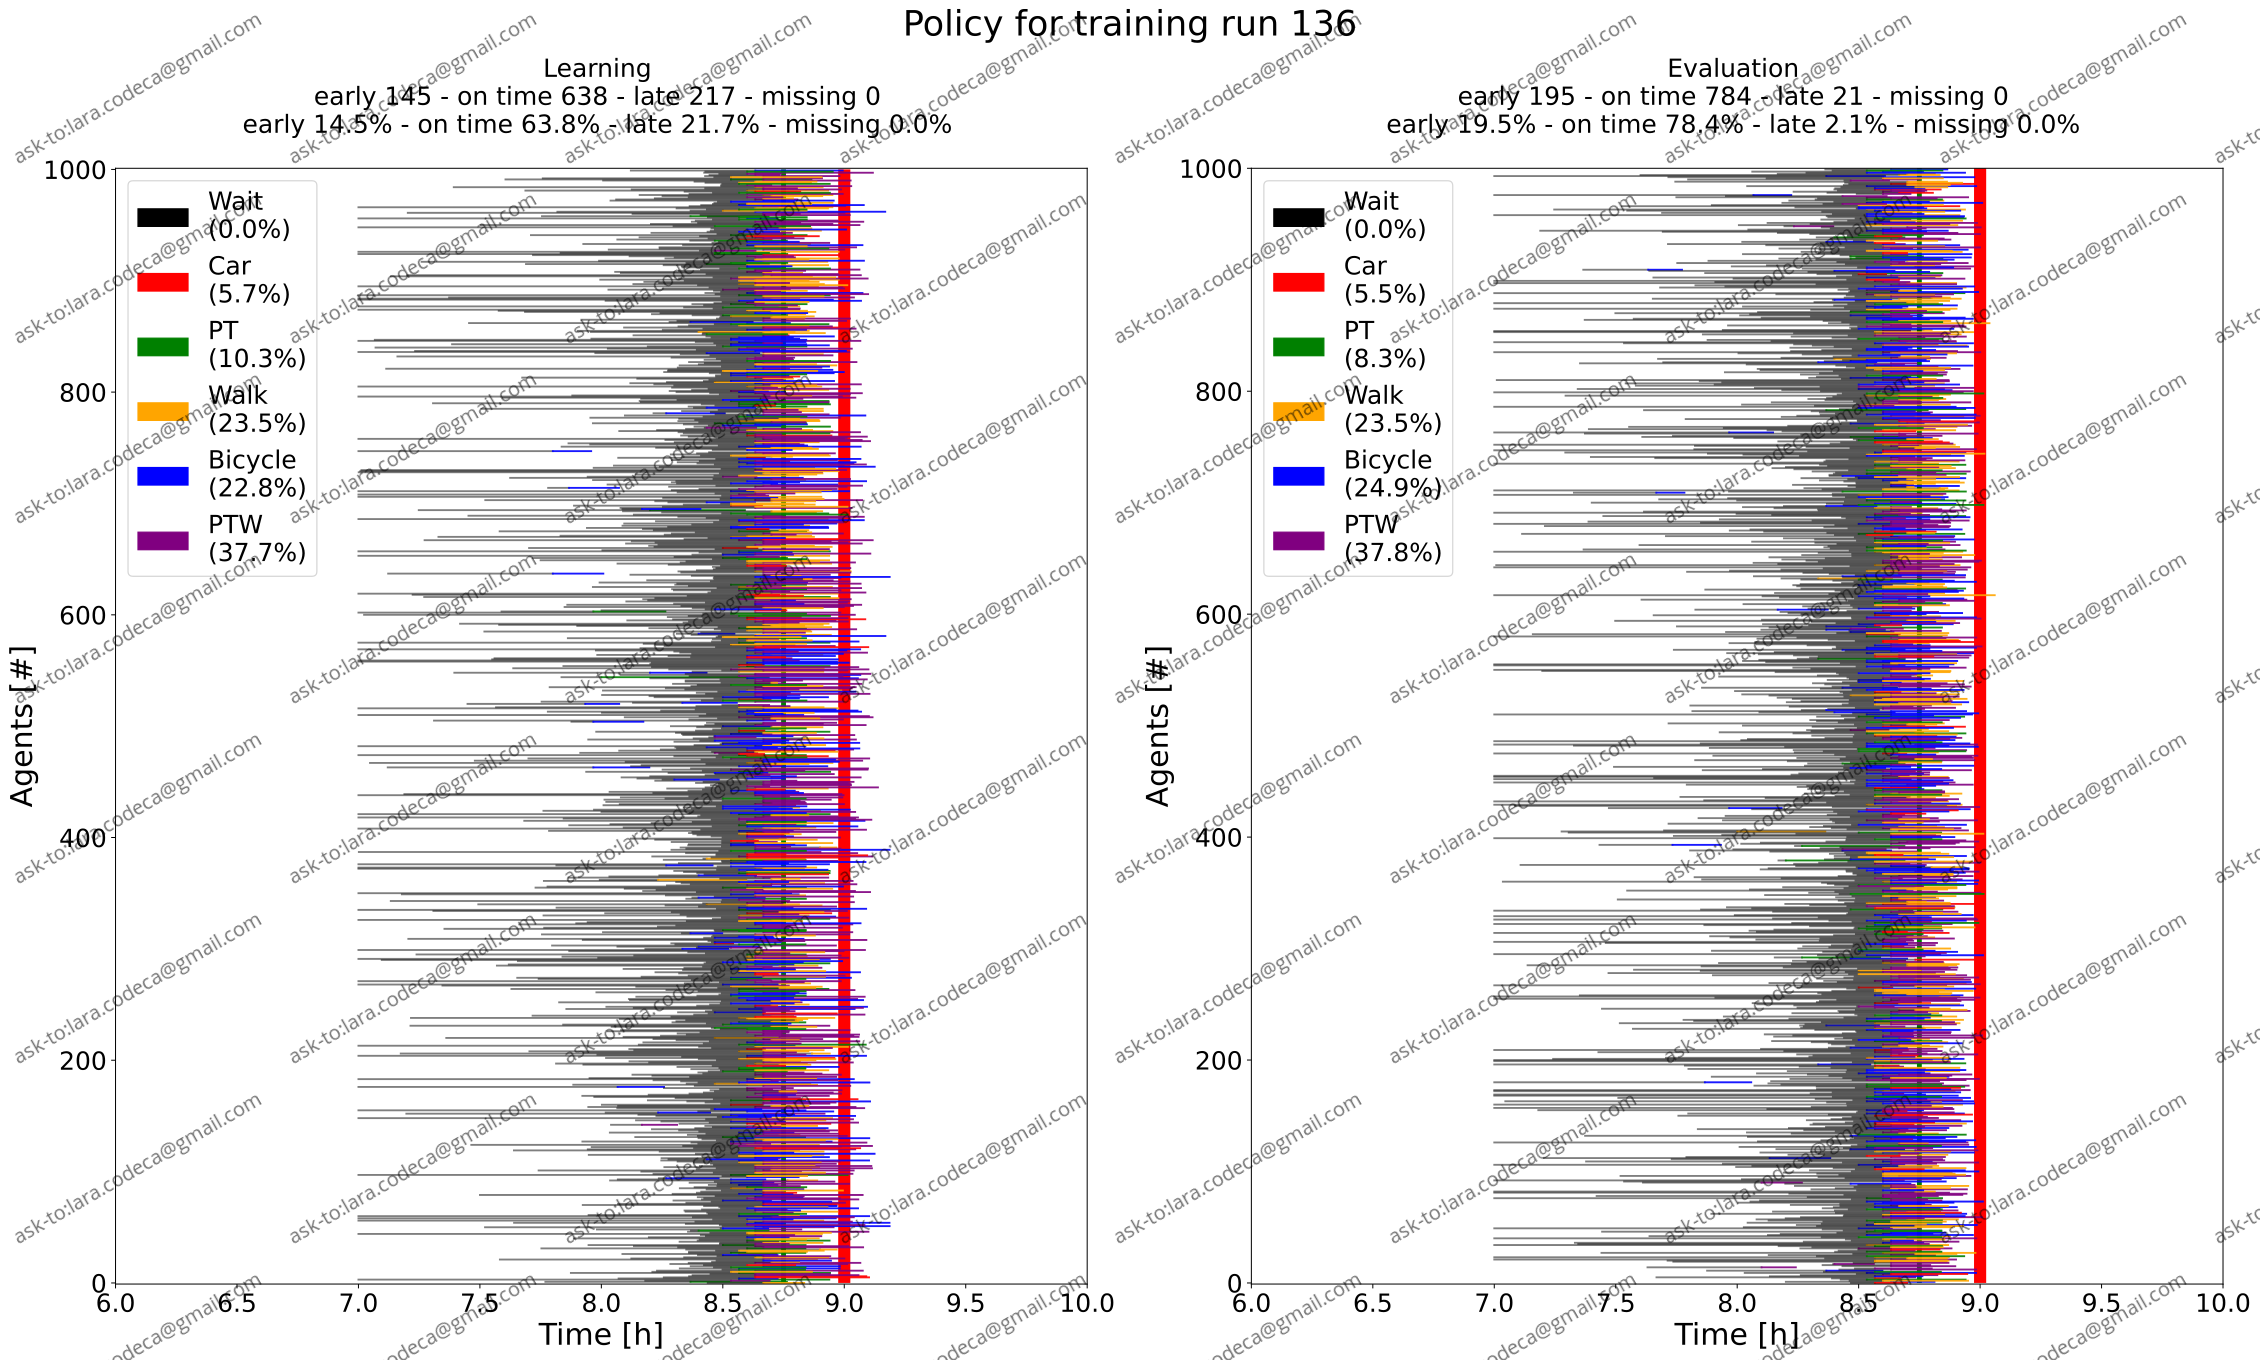 Policy for training run 136
Learning
early 145 - on time 638 - late 217 - missing 0
early 14.5% - on time 63.8% - late 21.7% - missing 0.0%
Agents [#]
1000
800
600
400
200
0
Wait
(0.0%)
Car
(5.7%)
PT
(10.3%)
Walk
(23.5%)
Bicycle
(22.8%)
PTW
(37.7%)
6.0 6.5 7.0 7.5 8.0 8.5 9.0 9.5 10.0
Time [h]
Evaluation
early 195 - on time 784 - late 21 - missing 0
early 19.5% - on time 78.4% - late 2.1% - missing 0.0%
Agents [#]
1000
800
600
400
200
0
Wait
(0.0%)
Car
(5.5%)
PT
(8.3%)
Walk
(23.5%)
Bicycle
(24.9%)
PTW
(37.8%)
6.0 6.5 7.0 7.5 8.0 8.5 9.0 9.5 10.0
Time [h]
ask-to:lara.codeca@gmail.com